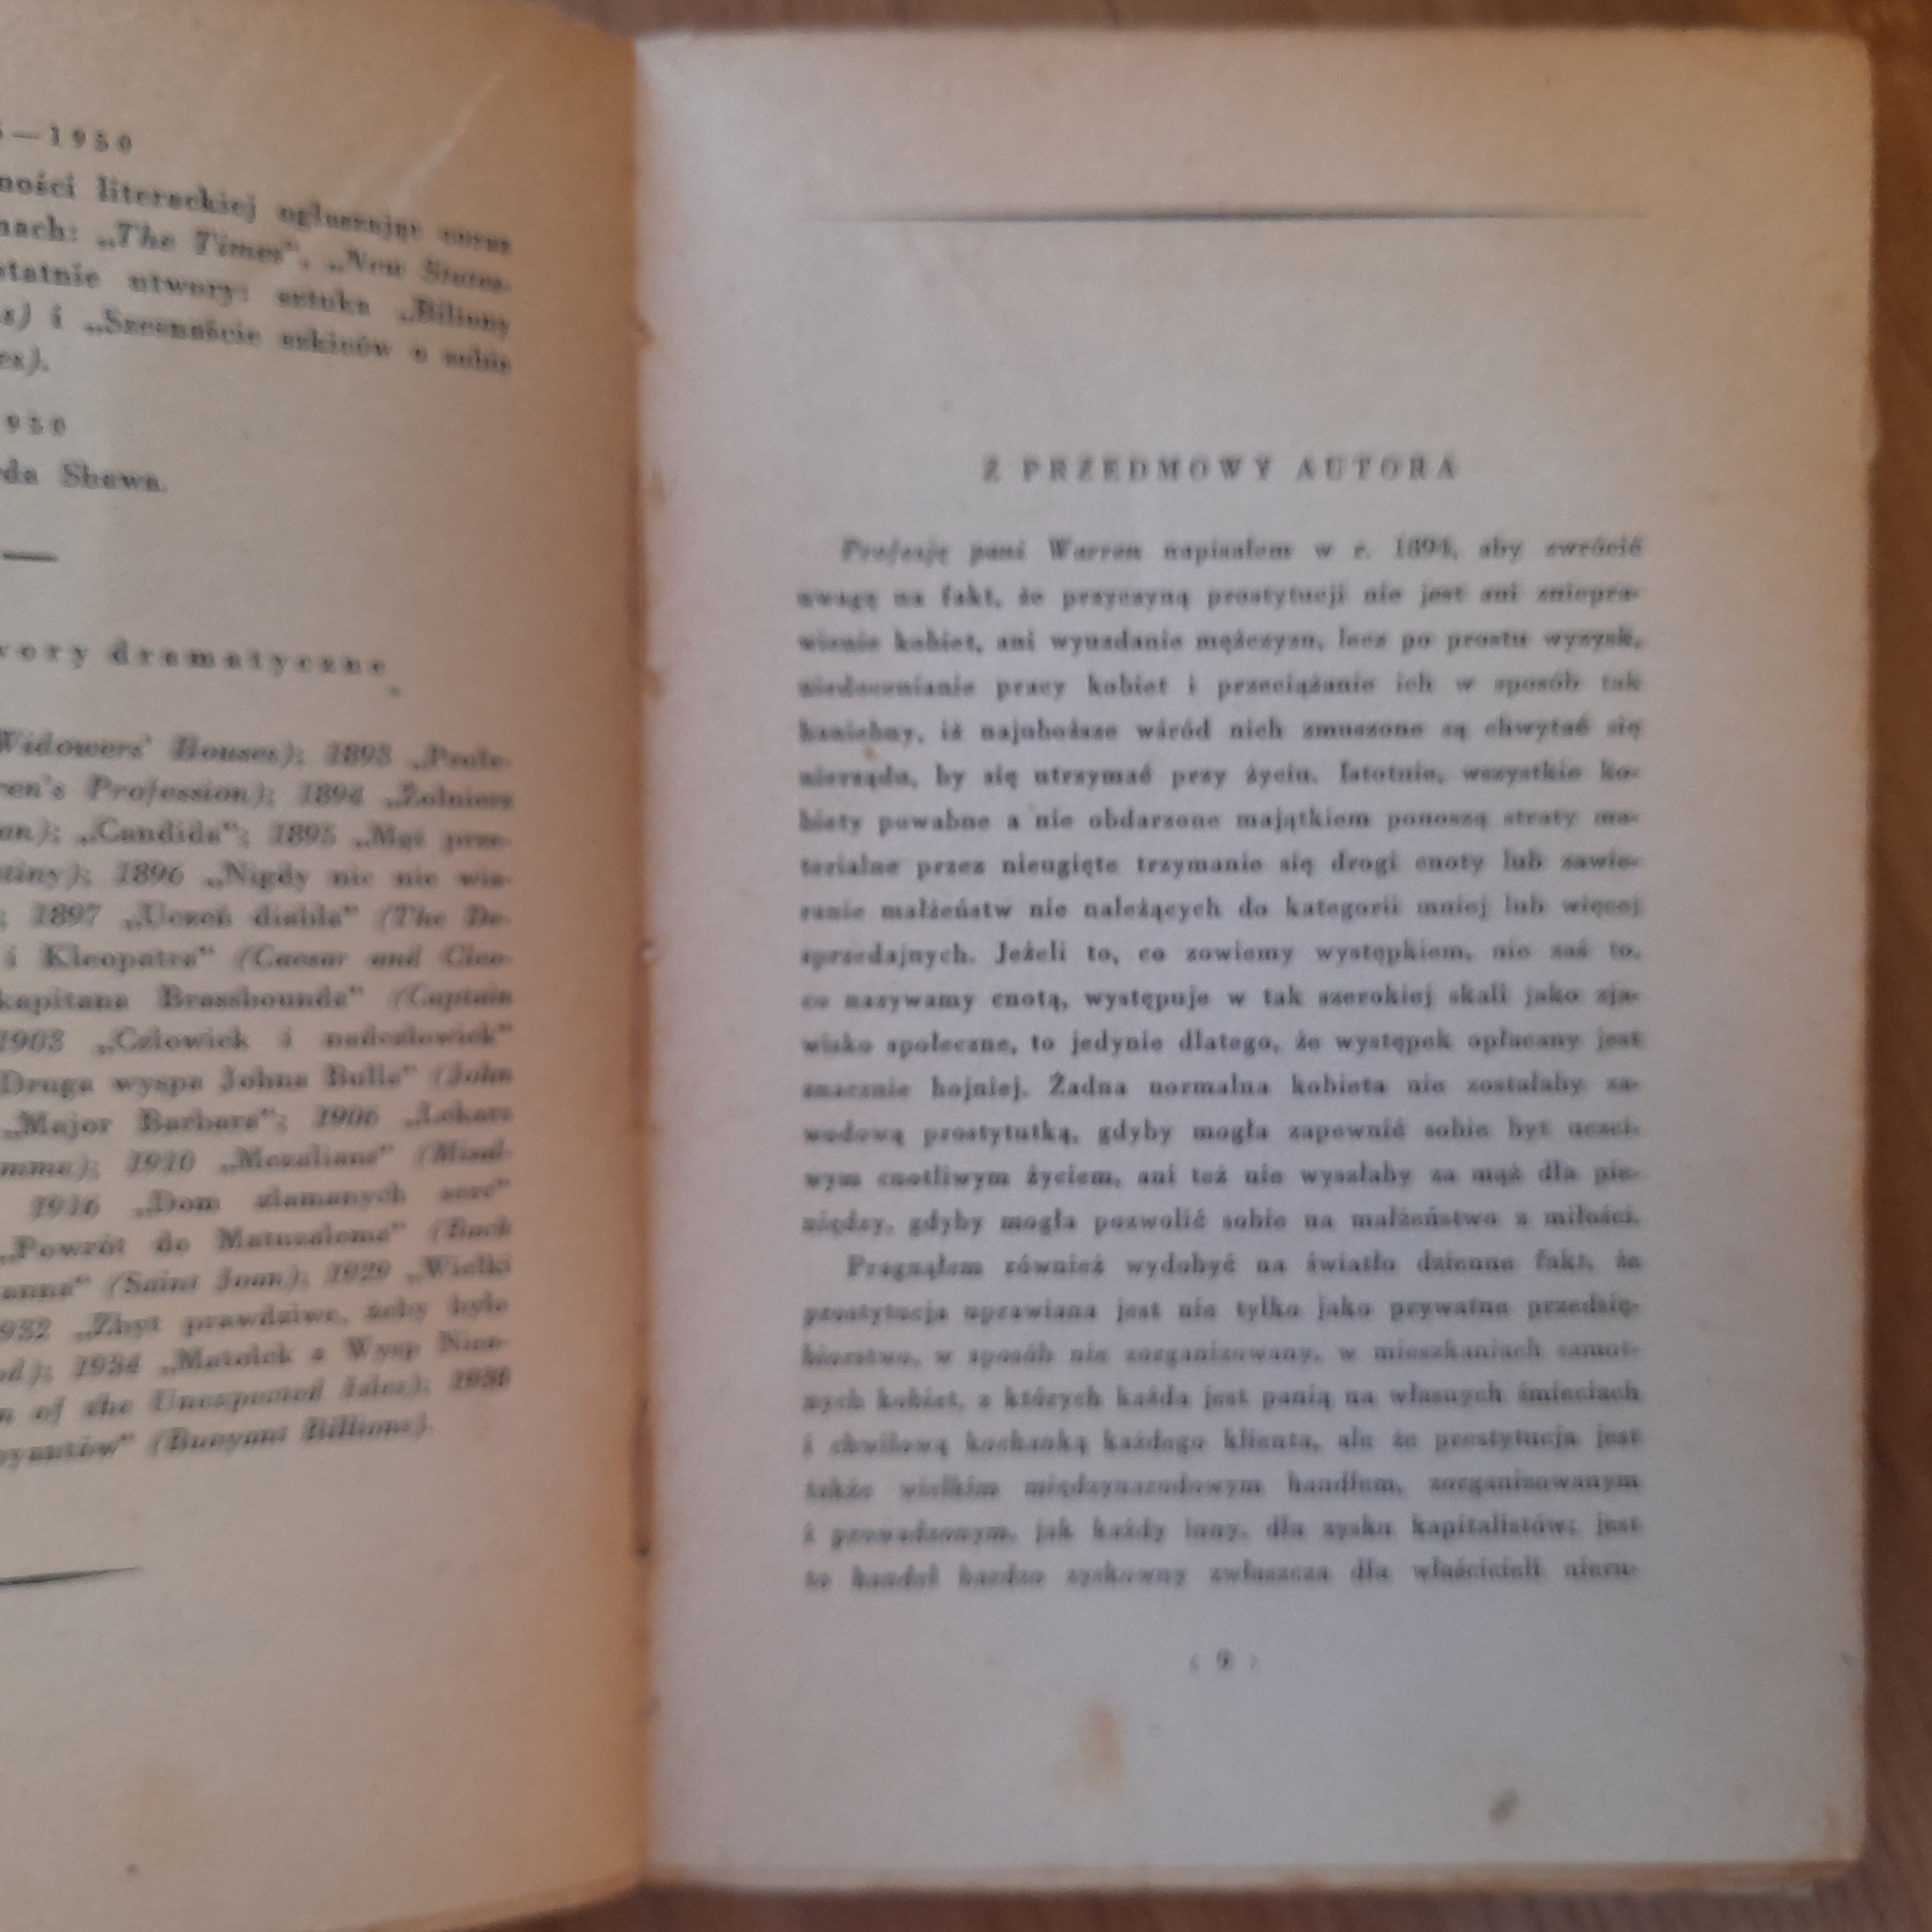 —1950
ności literackiej ogłaszając coraz
mach: „The Times", „New States-
ostatnie utwory: sztuka „Biliony
s) i „Szesnaście szkiców o sobie
es).
950
da Shawa.
dramatyczne
Widowers' Houses); 1893 „Profe-
ren's Profession); 1894 „Żołnierz
an); „Candida"; 1895 „Mąż prze-
tiny); 1896 „Nigdy nic nie wia-
; 1897 „Uczeń diabła" (The De-
i Kleopatra" (Caesar and Cleo-
kapitana Brassbounda" (Captain
1903 „Człowiek i nadczłowiek"
Druga wyspa Johna Bulla" (John
„Major Barbara"; 1906 „Lekarz
mma); 1910 „Mezalians" (Misal-
1916 „Dom złamanych serc"
„Powrót do Matuzalema" (Back
anna" (Saint Joan); 1929 „Wielki
932 „Zbyt prawdziwe, żeby było
od); 1934 „Matołek z Wysp Nieo-
n of the Unexpected Isles); 1936
(Buoyant Billions).
Z PRZEDMOWY AUTORA
Profesję pani Warren napisałem w r. 1894, aby zwrócić
uwagę na fakt, że przyczyną prostytucji nie jest ani zniepra-
wienie kobiet, ani wyuzdanie mężczyzn, lecz po prostu wyzysk,
niedocenianie pracy kobiet i przeciążanie ich w sposób tak
haniebny, iż najuboższe wśród nich zmuszone są chwytać się
nierządu, by się utrzymać przy życiu. Istotnie, wszystkie ko-
biety powabne a nie obdarzone majątkiem ponoszą straty ma-
terialne przez nieugięte trzymanie się drogi cnoty lub zawie-
ranie małżeństw nie należących do kategorii mniej lub więcej
sprzedajnych. Jeżeli to, co zowiemy występkiem, nie zaś to,
co nazywamy cnotą, występuje w tak szerokiej skali jako zja-
wisko społeczne, to jedynie dlatego, że występek opłacany jest
znacznie hojniej. Żadna normalna kobieta nie zostałaby za-
wodową prostytutką, gdyby mogła zapewnić sobie byt uczci-
wym cnotliwym życiem, ani też nie wyszłaby za mąż dla pie-
niędzy, gdyby mogła pozwolić sobie na małżeństwo z miłości.
Pragnąłem również wydobyć na światło dzienne fakt, że
prostytucja uprawiana jest nie tylko jako prywatne przedsię-
biorstwo, w sposób nie zorganizowany, w mieszkaniach samot-
nych kobiet, z których każda jest panią na własnych śmieciach
i chwilową kochanką każdego klienta, ale że prostytucja jest
także wielkim międzynarodowym handlem, zorganizowanym
i prowadzonym, jak każdy inny, dla zysku kapitalistów; jest
to handel bardzo zyskowny zwłaszcza dla właścicieli nieru-
9